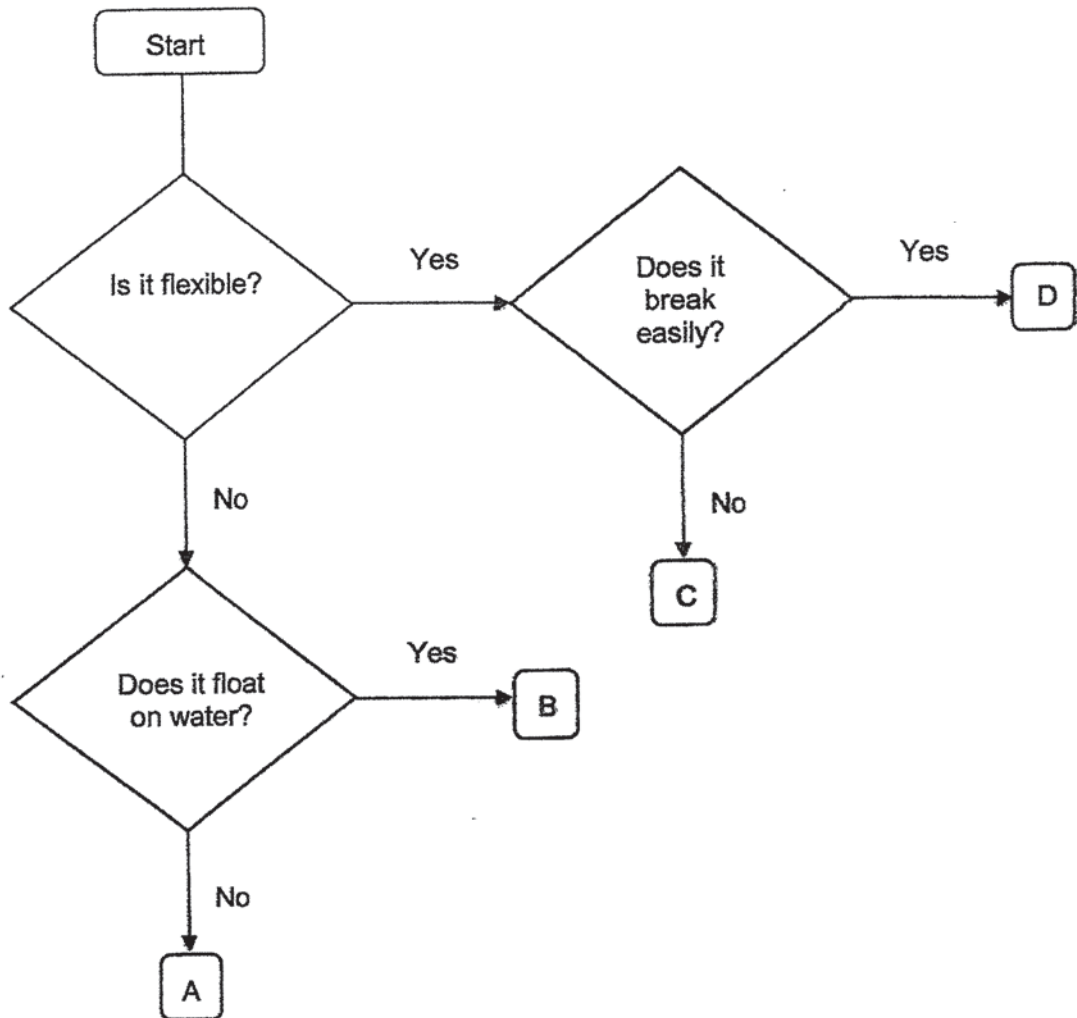 Start
Is it flexible?
Yes
Does it
break
easily?
Yes
D
No
No
C
Does it float
on water?
Yes
B
No
A